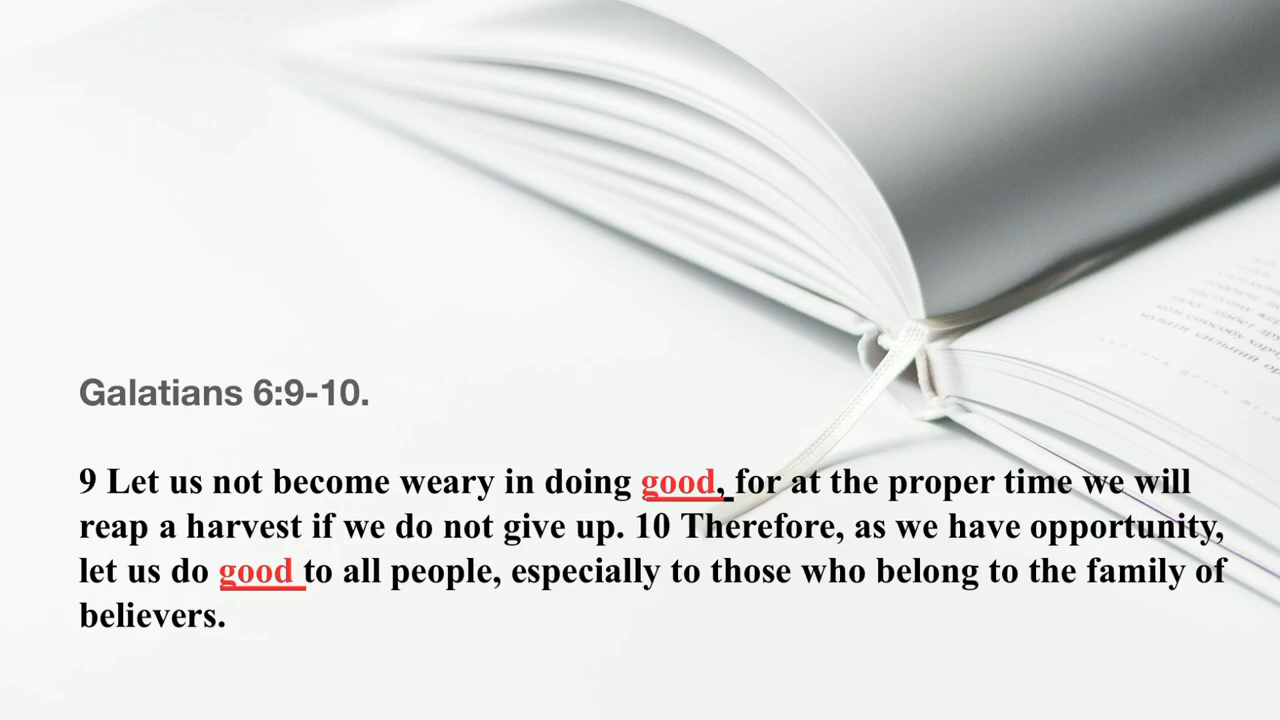 Galatians 6:9-10.
9 Let us not become weary in doing good, for at the proper time we will
reap a harvest if we do not give up. 10 Therefore, as we have opportunity,
let us do good to all people, especially to those who belong to the family of
believers.